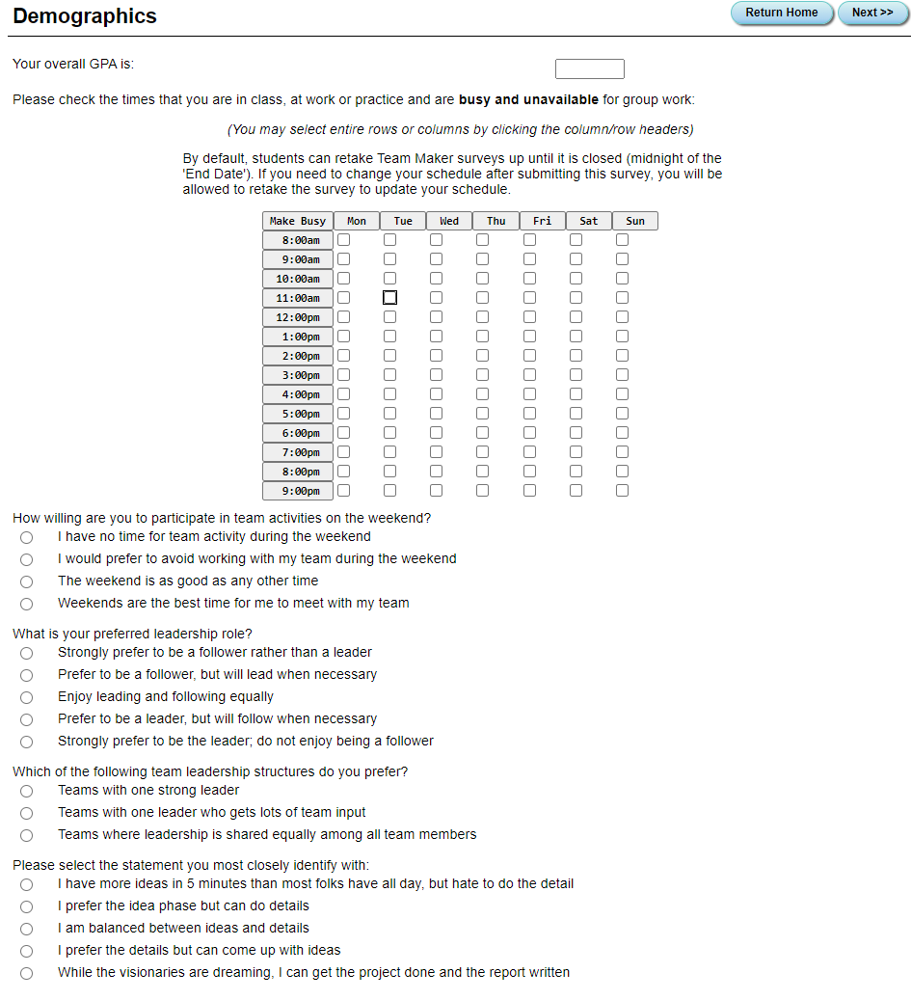 Demographics
Return Home
Next >>
Your overall GPA is:
Please check the times that you are in class, at work or practice and are busy and unavailable for group work:
(You may select entire rows or columns by clicking the column/row headers)
By default, students can retake Team Maker surveys up until it is closed (midnight of the
'End Date'). If you need to change your schedule after submitting this survey, you will be
allowed to retake the survey to update your schedule.
Make Busy Mon Tue Wed Thu Fri Sat Sun
8:00am
9:00am
10:00am
11:00am
12:00pm
1:00pm
2:00pm
3:00pm
4:00pm
5:00pm
6:00pm
7:00pm
8:00pm
9:00pm
How willing are you to participate in team activities on the weekend?
I have no time for team activity during the weekend
I would prefer to avoid working with my team during the weekend
The weekend is as good as any other time
Weekends are the best time for me to meet with my team
What is your preferred leadership role?
Strongly prefer to be a follower rather than a leader
Prefer to be a follower, but will lead when necessary
Enjoy leading and following equally
Prefer to be a leader, but will follow when necessary
Strongly prefer to be the leader; do not enjoy being a follower
Which of the following team leadership structures do you prefer?
Teams with one strong leader
Teams with one leader who gets lots of team input
Teams where leadership is shared equally among all team members
Please select the statement you most closely identify with:
I have more ideas in 5 minutes than most folks have all day, but hate to do the detail
I prefer the idea phase but can do details
I am balanced between ideas and details
I prefer the details but can come up with ideas
While the visionaries are dreaming, I can get the project done and the report written